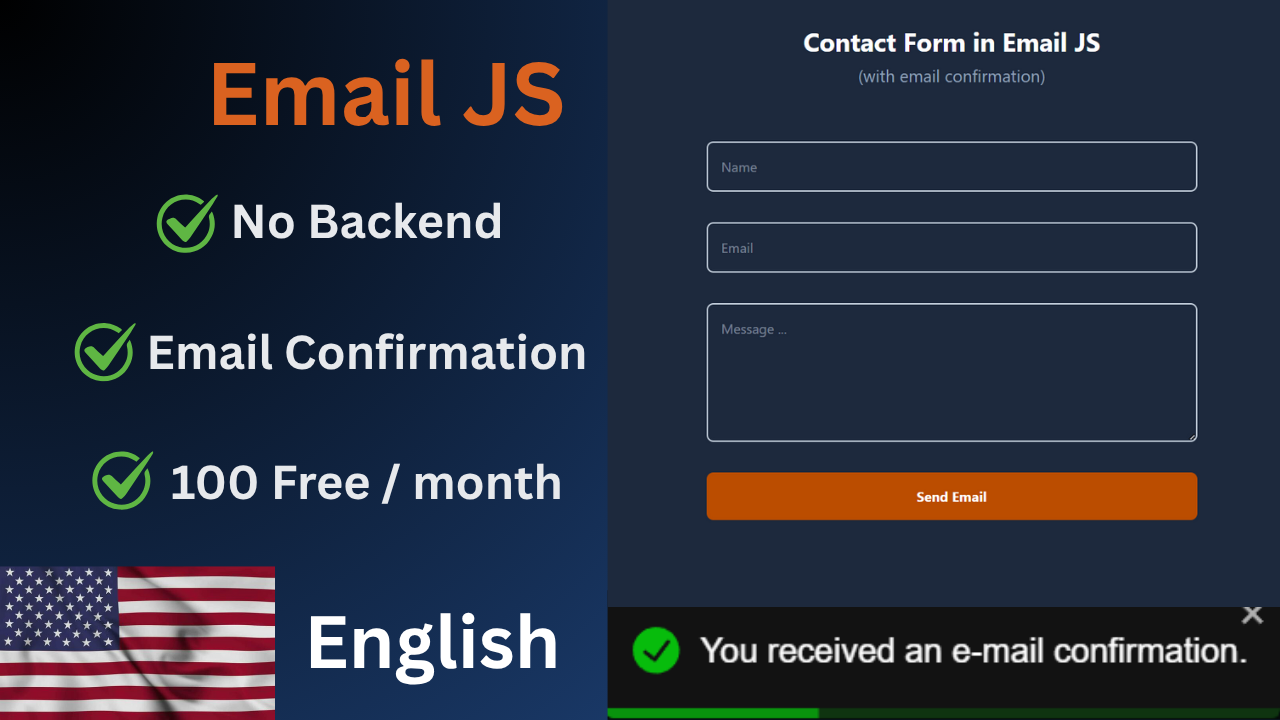 Email JS
No Backend
Email Confirmation
100 Free / month
English
Contact Form in Email JS
(with email confirmation)
Name
Email
Message ...
Send Email
You received an e-mail confirmation.